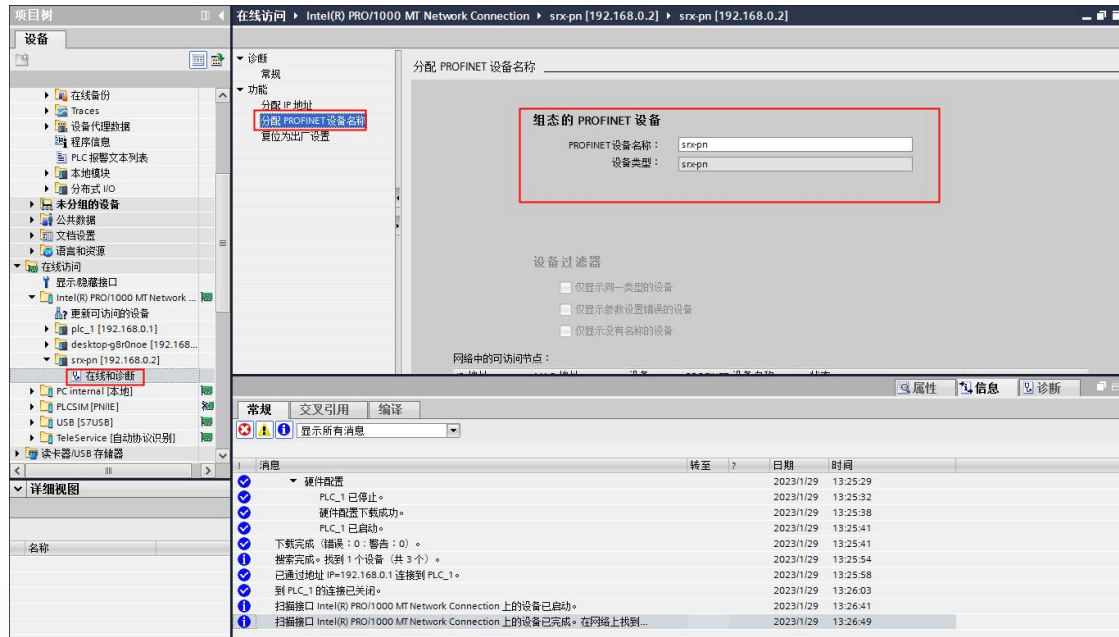 项目树
设备
在线备份
Traces
设备代理数据
程序信息
PLC 报警文本列表
本地模块
分布式 I/O
未分组的设备
公共数据
文档设置
语言和资源
在线访问
显示/隐藏接口
Intel(R) PRO/1000 MT Network ...
更新可访问的设备
plc_1 [192.168.0.1]
desktop-g8r0noe [192.168...
srx-pn [192.168.0.2]
在线和诊断
PC internal [本地]
PLCSIM [PN/IE]
USB [S7USB]
TeleService [自动协议识别]
读卡器/USB 存储器
详细视图
名称
在线访问 Intel(R) PRO/1000 MT Network Connection srx-pn [192.168.0.2] srx-pn [192.168.0.2]
诊断
常规
功能
分配 IP 地址
分配 PROFINET 设备名称
复位为出厂设置
分配 PROFINET 设备名称
组态的 PROFINET 设备
PROFINET设备名称： srx-pn
设备类型： srx-pn
设备过滤器
仅显示同一类型的设备
仅显示参数设置错误的设备
仅显示没有名称的设备
网络中的可访问节点：
属性 信息 诊断
常规 交叉引用 编译
显示所有消息
! 消息 转至 ? 日期 时间
硬件配置 2023/1/29 13:25:29
PLC_1 已停止。 2023/1/29 13:25:32
硬件配置下载成功。 2023/1/29 13:25:38
PLC_1 已启动。 2023/1/29 13:25:41
下载完成（错误：0；警告：0）。 2023/1/29 13:25:41
搜索完成。找到 1 个设备（共 3 个）。 2023/1/29 13:25:54
已通过地址 IP=192.168.0.1 连接到 PLC_1。 2023/1/29 13:25:58
到 PLC_1 的连接已关闭。 2023/1/29 13:26:03
扫描接口 Intel(R) PRO/1000 MT Network Connection 上的设备已启动。 2023/1/29 13:26:41
扫描接口 Intel(R) PRO/1000 MT Network Connection 上的设备已完成。在网络上找到... 2023/1/29 13:26:49